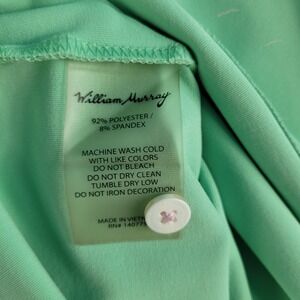 William Murray
92% POLYESTER /
8% SPANDEX
MACHINE WASH COLD
WITH LIKE COLORS
DO NOT BLEACH
DO NOT DRY CLEAN
TUMBLE DRY LOW
DO NOT IRON DECORATION
MADE IN
RN#